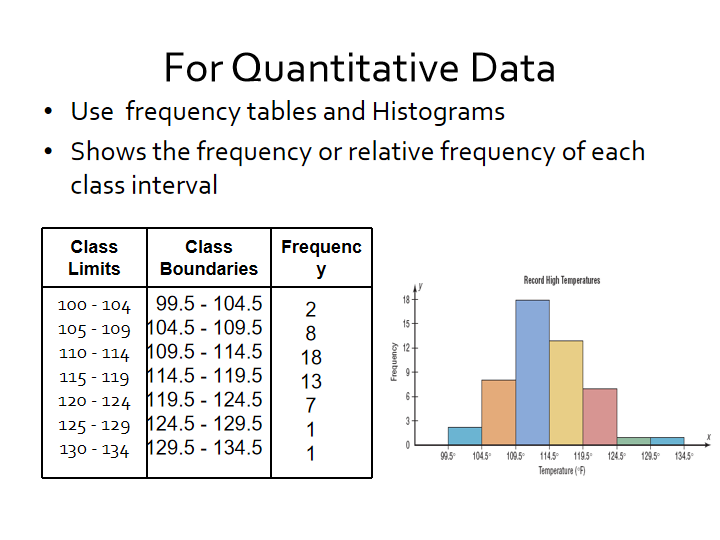 For Quantitative Data
• Use frequency tables and Histograms
• Shows the frequency or relative frequency of each
class interval
Class Limits Class Boundaries Frequency
100 - 104 99.5 - 104.5 2
105 - 109 104.5 - 109.5 8
110 - 114 109.5 - 114.5 18
115 - 119 114.5 - 119.5 13
120 - 124 119.5 - 124.5 7
125 - 129 124.5 - 129.5 1
130 - 134 129.5 - 134.5 1
Record High Temperatures
y
18
15
12
9
6
3
0
Frequency
x
99.5° 104.5° 109.5° 114.5° 119.5° 124.5° 129.5° 134.5°
Temperature (°F)